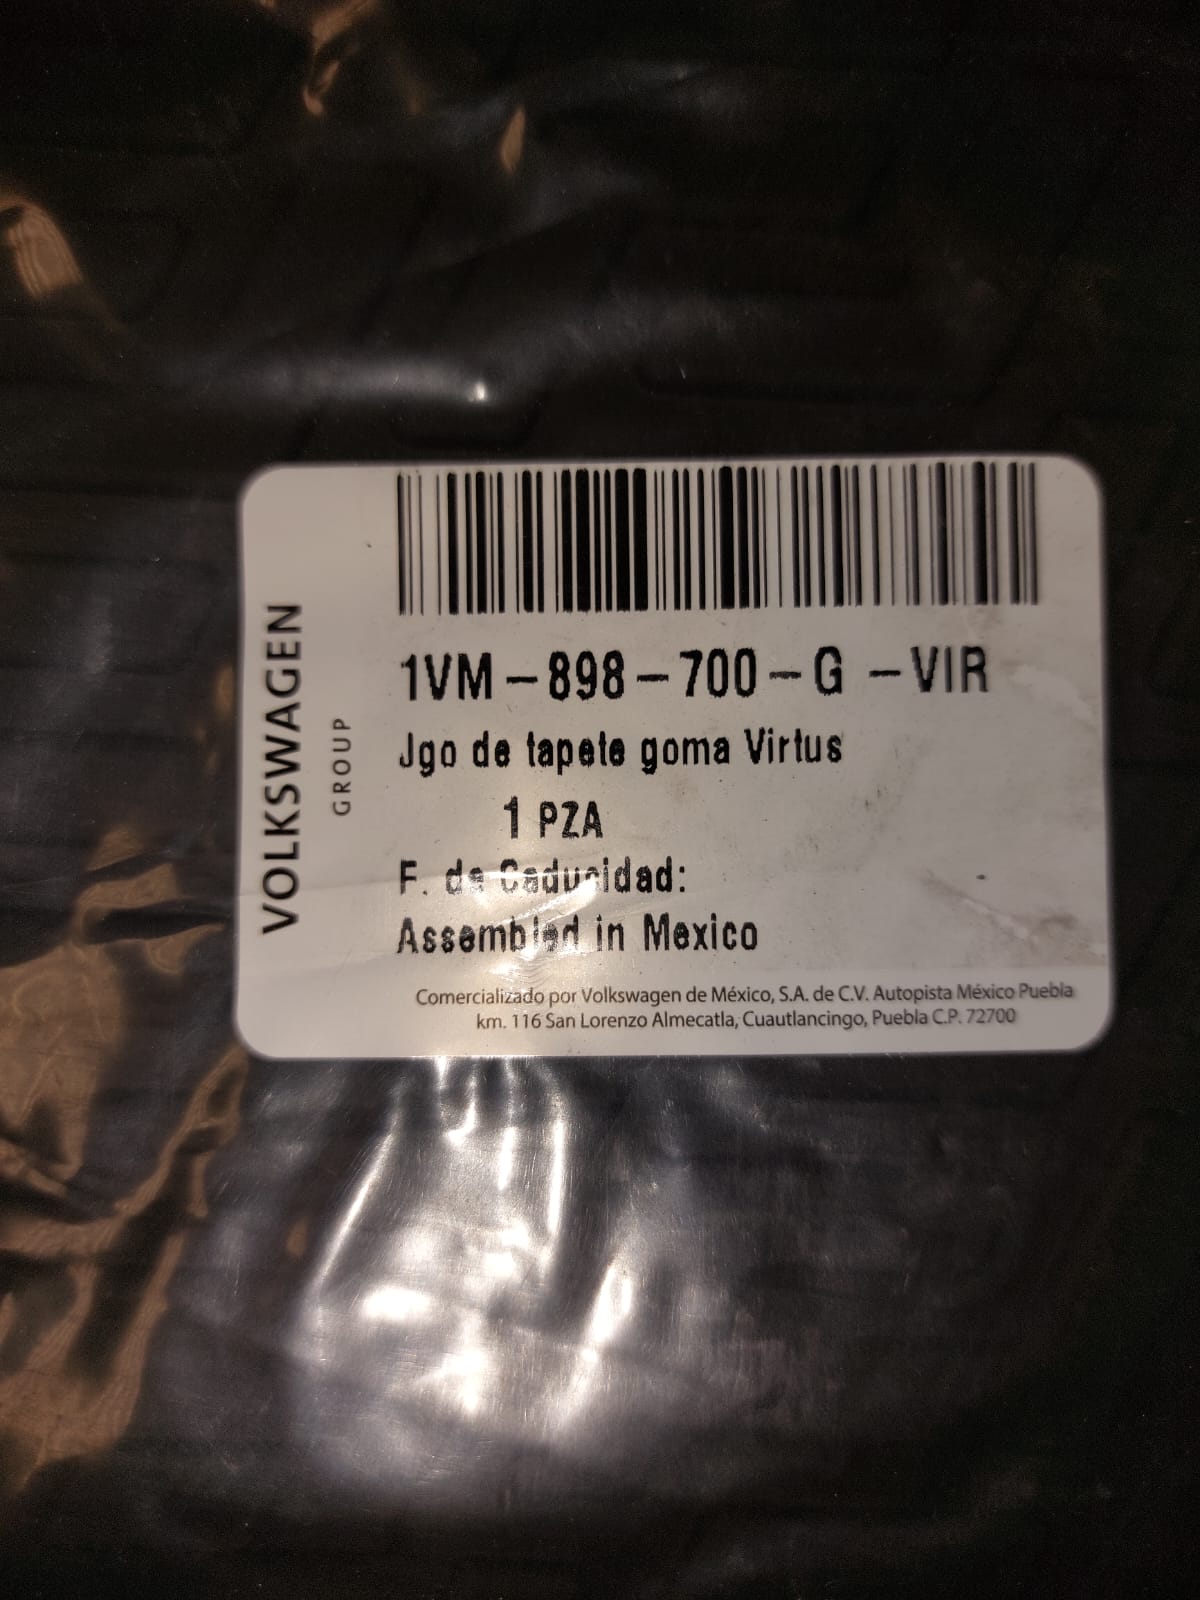 VOLKSWAGEN
GROUP
1VM-898-700-G -VIR
Jgo de tapete goma Virtus
1 PZA
F. de Caducidad:
Assembled in Mexico
Comercializado por Volkswagen de México, S.A. de C.V. Autopista México Puebla
km. 116 San Lorenzo Almecatla, Cuautlancingo, Puebla C.P. 72700